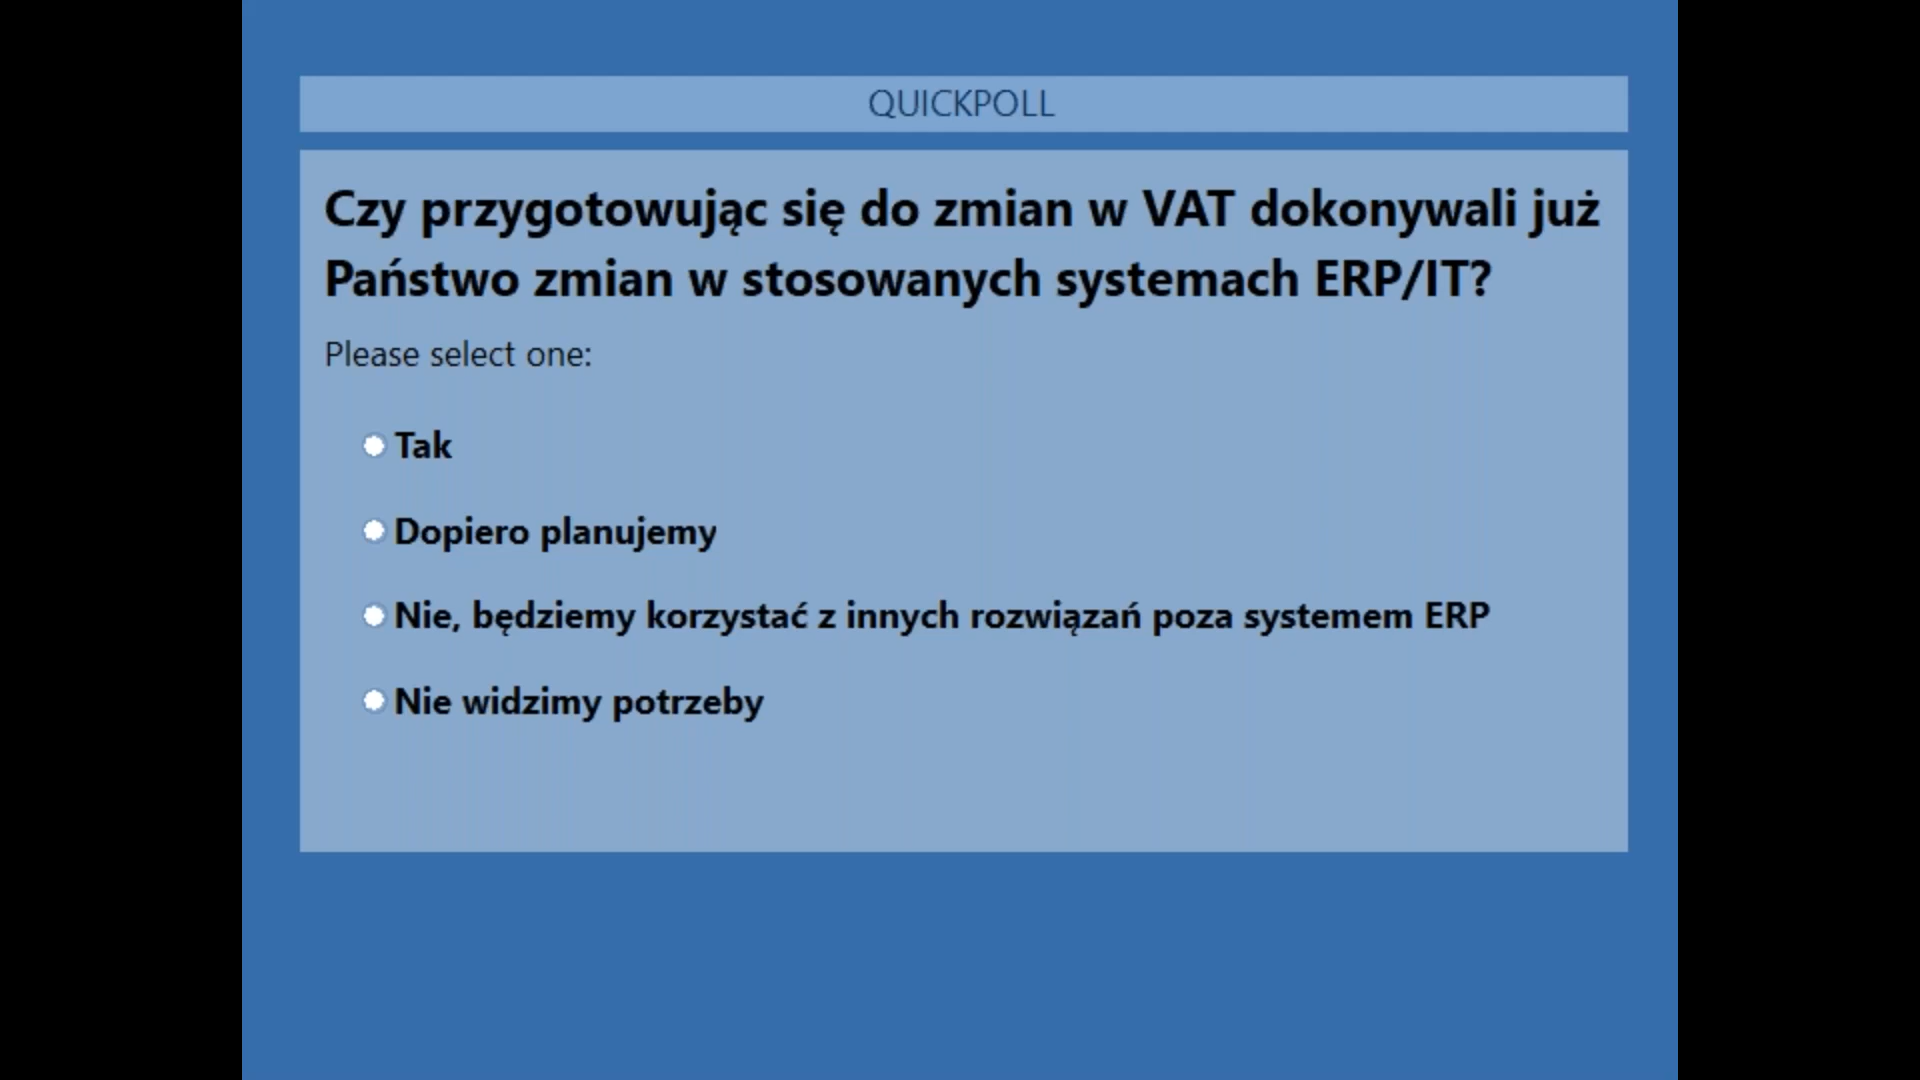 QUICKPOLL
Czy przygotowując się do zmian w VAT dokonywali już
Państwo zmian w stosowanych systemach ERP/IT?
Please select one:
Tak
Dopiero planujemy
Nie, będziemy korzystać z innych rozwiązań poza systemem ERP
Nie widzimy potrzeby